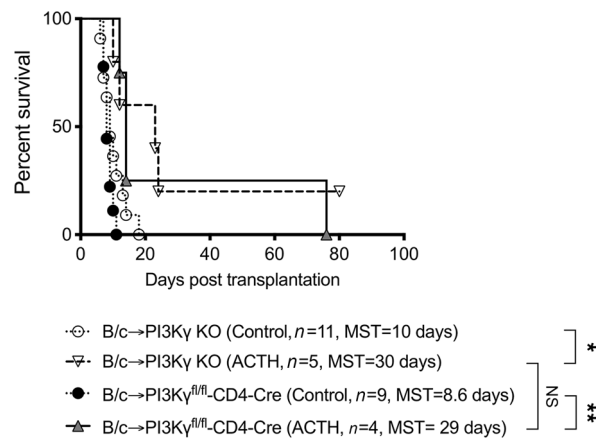 100
50
0
Percent survival
0 20 40 60 80 100
Days post transplantation
B/c→PI3Kγ KO (Control, n=11, MST=10 days)
B/c→PI3Kγ KO (ACTH, n=5, MST=30 days)
B/c→PI3Kγfl/fl-CD4-Cre (Control, n=9, MST=8.6 days)
B/c→PI3Kγfl/fl-CD4-Cre (ACTH, n=4, MST= 29 days)
*
NS
**